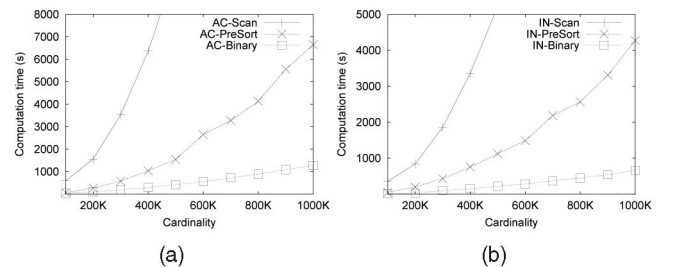 8000
7000
6000
5000
4000
3000
2000
1000
Computation time (s)
AC-Scan
AC-PreSort
AC-Binary
200K 400K 600K 800K 1000K
Cardinality
(a)
5000
4000
3000
2000
1000
Computation time (s)
IN-Scan
IN-PreSort
IN-Binary
200K 400K 600K 800K 1000K
Cardinality
(b)